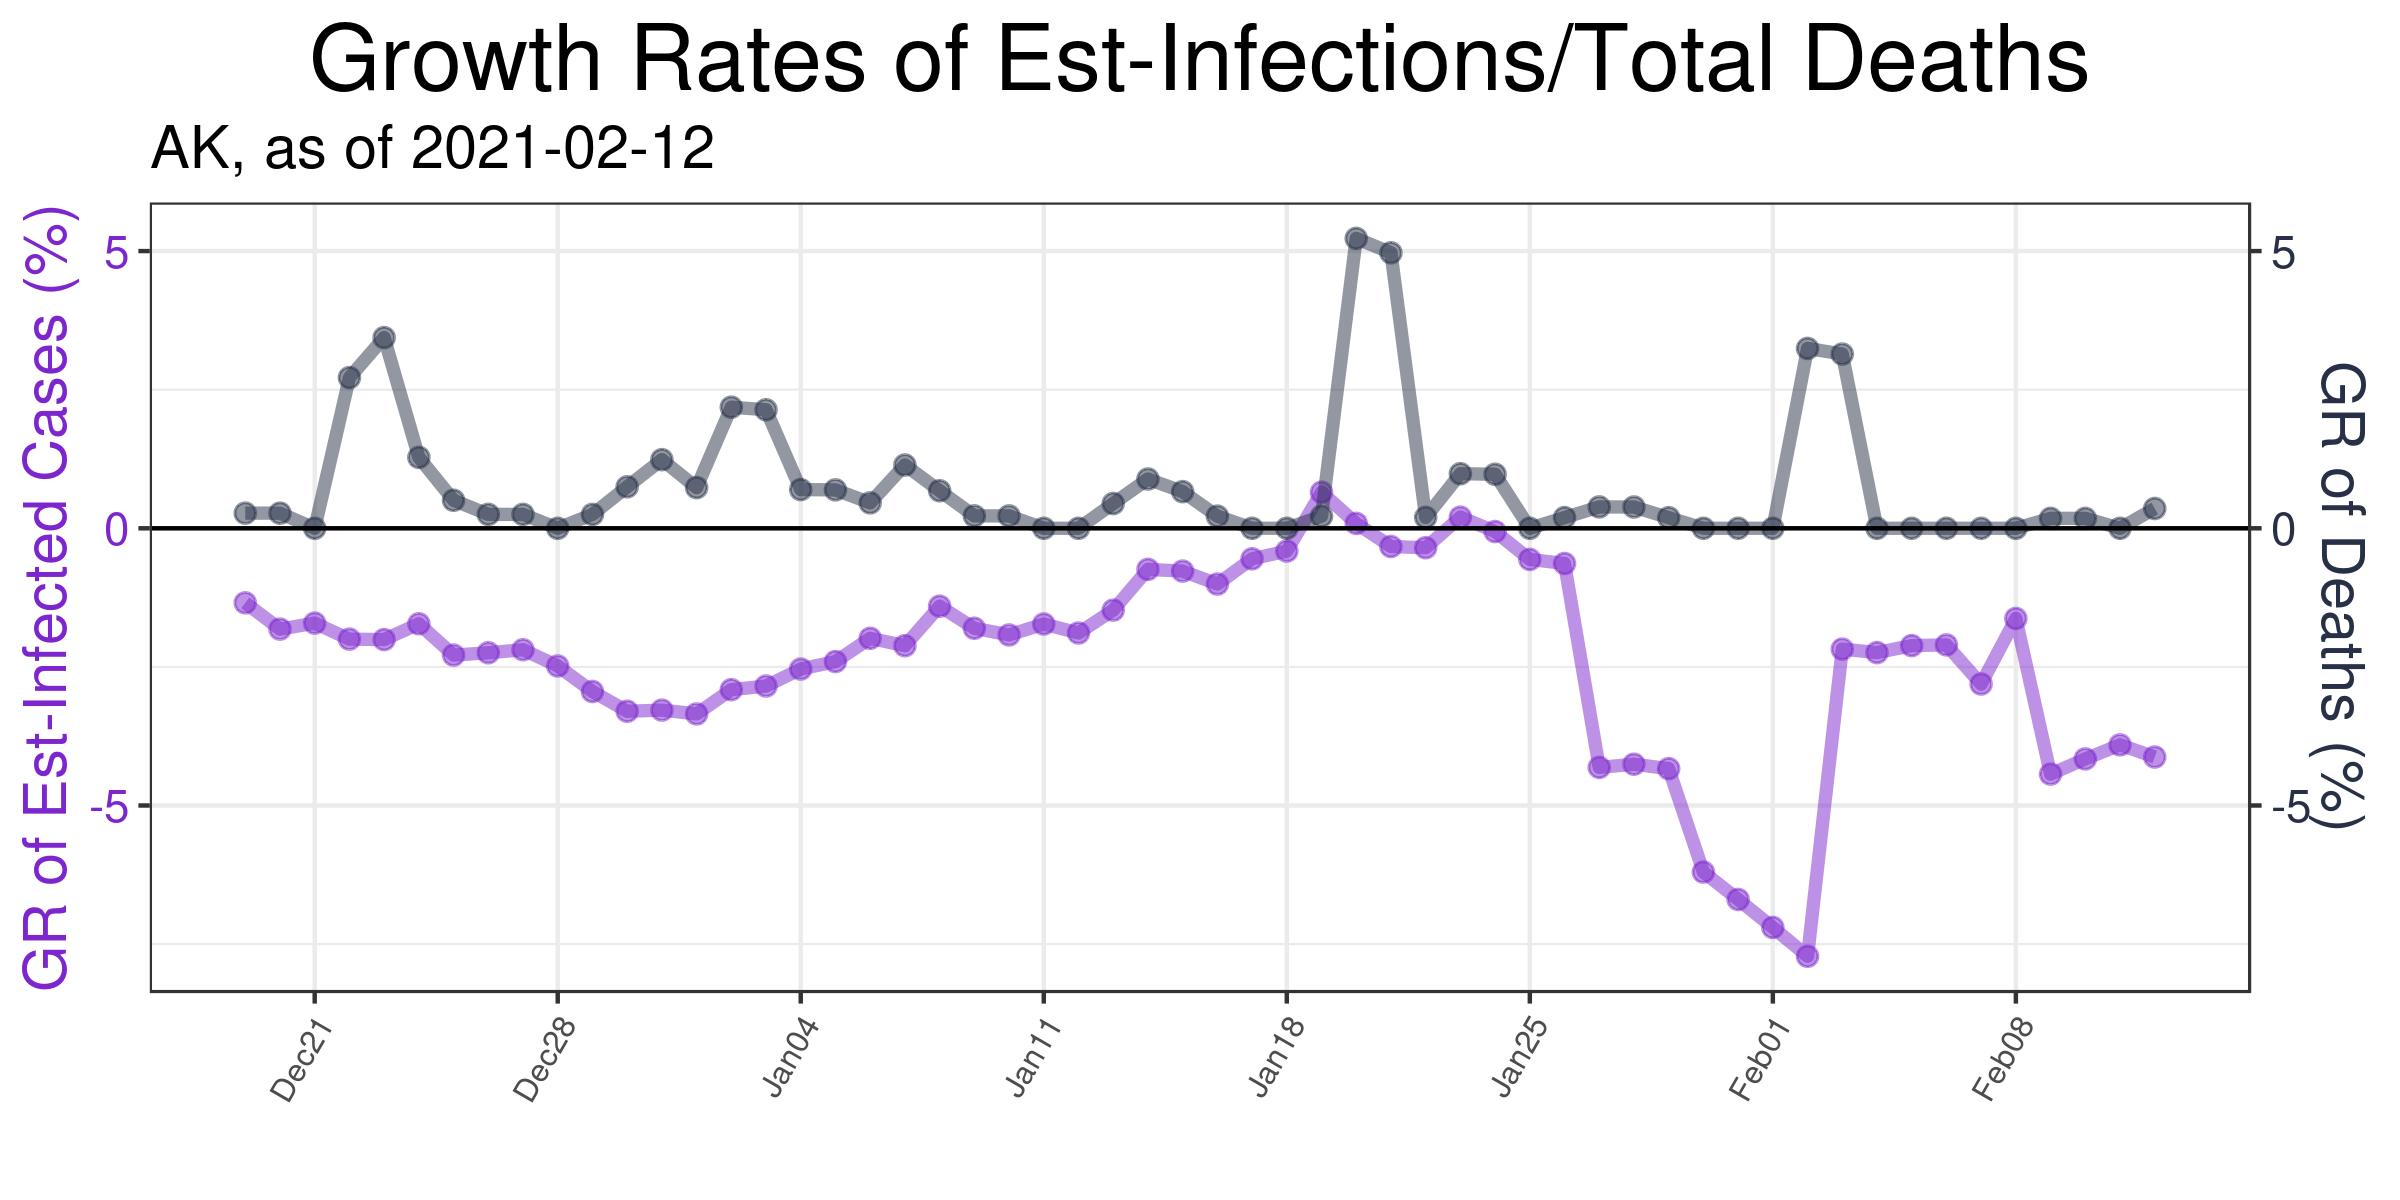 Growth Rates of Est-Infections/Total Deaths
AK, as of 2021-02-12
GR of Est-Infected Cases (%)
5
0
-5
5
0
-5
GR of Deaths (%)
Dec21
Dec28
Jan04
Jan11
Jan18
Jan25
Feb01
Feb08